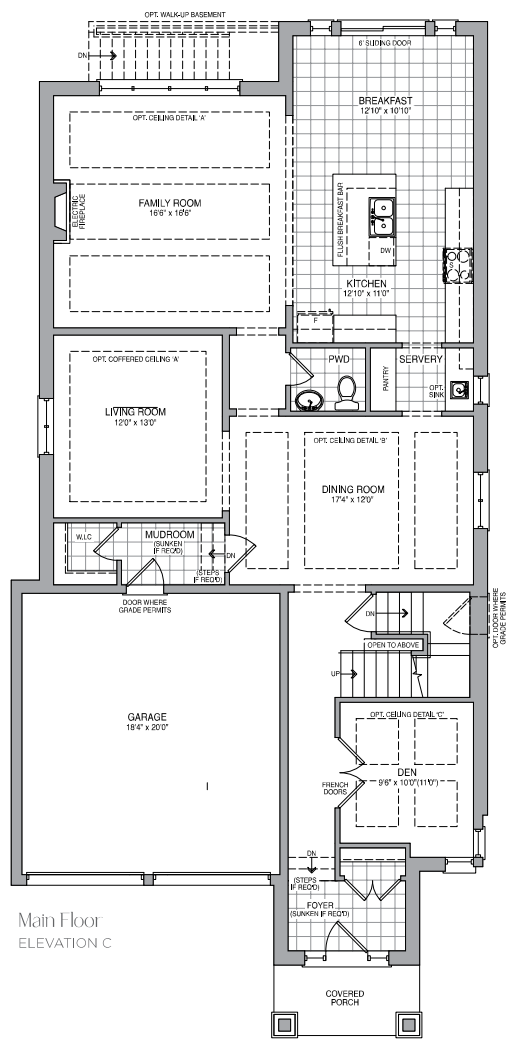 OPT. WALK-UP BASEMENT
DN
6' SLIDING DOOR
BREAKFAST
12'10" x 10'10"
OPT. CEILING DETAIL 'A'
FAMILY ROOM
16'6" x 16'6"
ELECTRIC
FIREPLACE
FLUSH BREAKFAST BAR
DW
S
KITCHEN
12'10" x 11'0"
F
OPT. COFFERED CEILING 'A'
LIVING ROOM
12'0" x 13'0"
PWD
PANTRY
SERVERY
OPT.
SINK
OPT. CEILING DETAIL 'B'
DINING ROOM
17'4" x 12'0"
W.I.C
MUDROOM
(SUNKEN
IF REQ'D)
DN
(STEPS
IF REQ'D)
DOOR WHERE
GRADE PERMITS
DN
OPT. DOOR WHERE
GRADE PERMITS
OPEN TO ABOVE
UP
GARAGE
18'4" x 20'0"
OPT. CEILING DETAIL 'C'
DEN
9'6" x 10'0"(11'0")
FRENCH
DOORS
DN
(STEPS
IF REQ'D)
FOYER
(SUNKEN IF REQ'D)
Main Floor
ELEVATION C
COVERED
PORCH